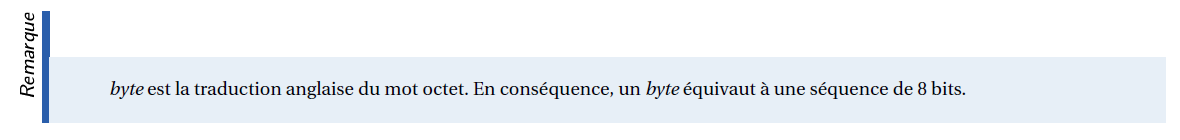 Remarque
byte est la traduction anglaise du mot octet. En conséquence, un byte équivaut à une séquence de 8 bits.